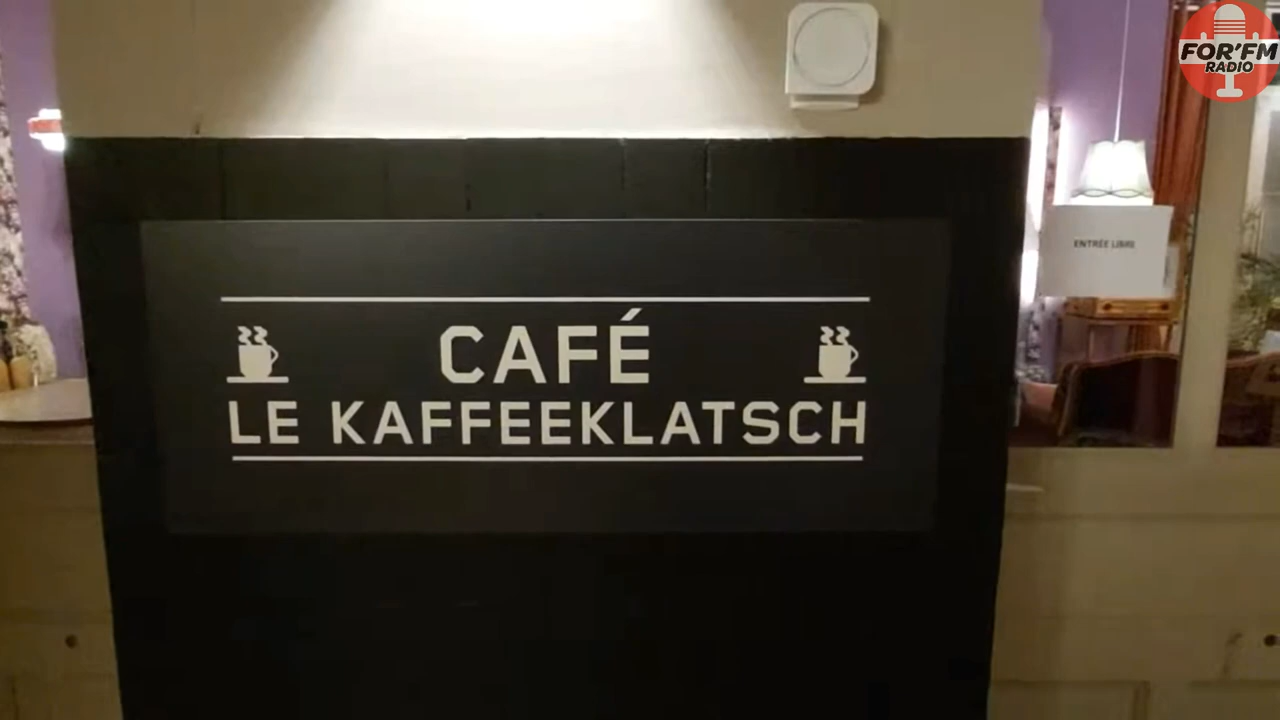 FOR'FM
RADIO
ENTRÉE LIBRE
CAFÉ
LE KAFFEEKLATSCH